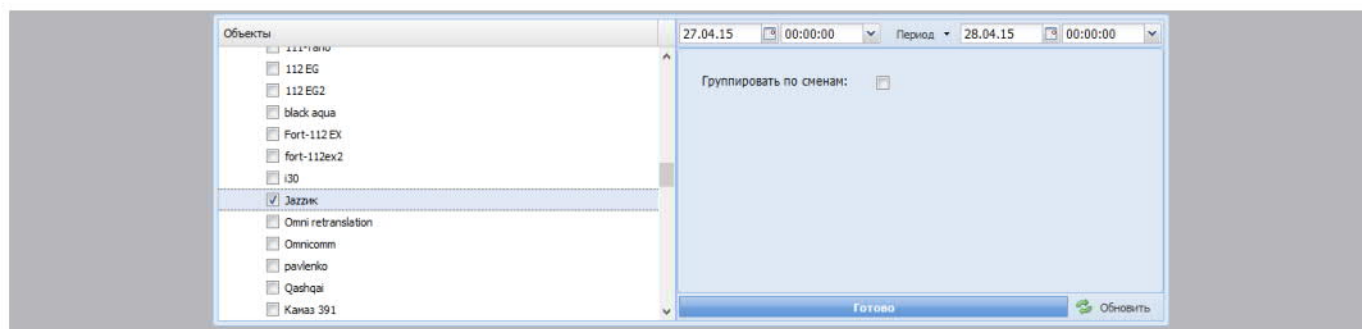 Объекты
27.04.15 00:00:00 Период 28.04.15 00:00:00
112 EG
112 EG2
black aqua
Fort-112 EX
fort-112ex2
i30
Jazzик
Omni retranslation
Omnicomm
pavlenko
Qashqai
Камаз 391
Группировать по сменам:
Готово
Обновить